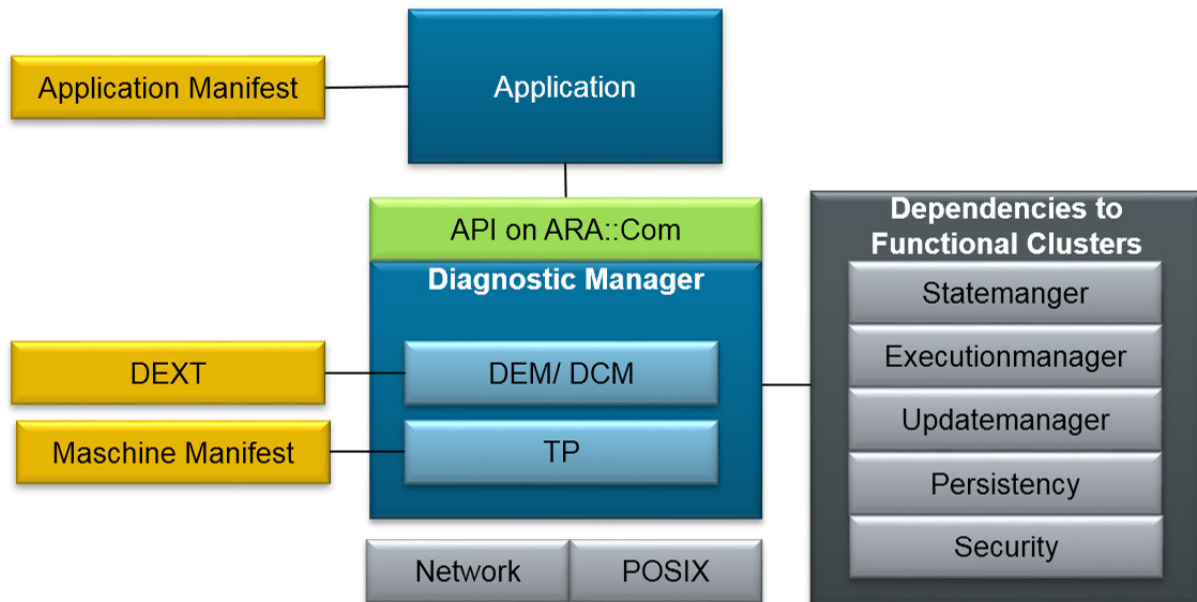 Application Manifest
Application
API on ARA::Com
Diagnostic Manager
DEXT
DEM/ DCM
Maschine Manifest
TP
Network
POSIX
Dependencies to
Functional Clusters
Statemanger
Executionmanager
Updatemanager
Persistency
Security